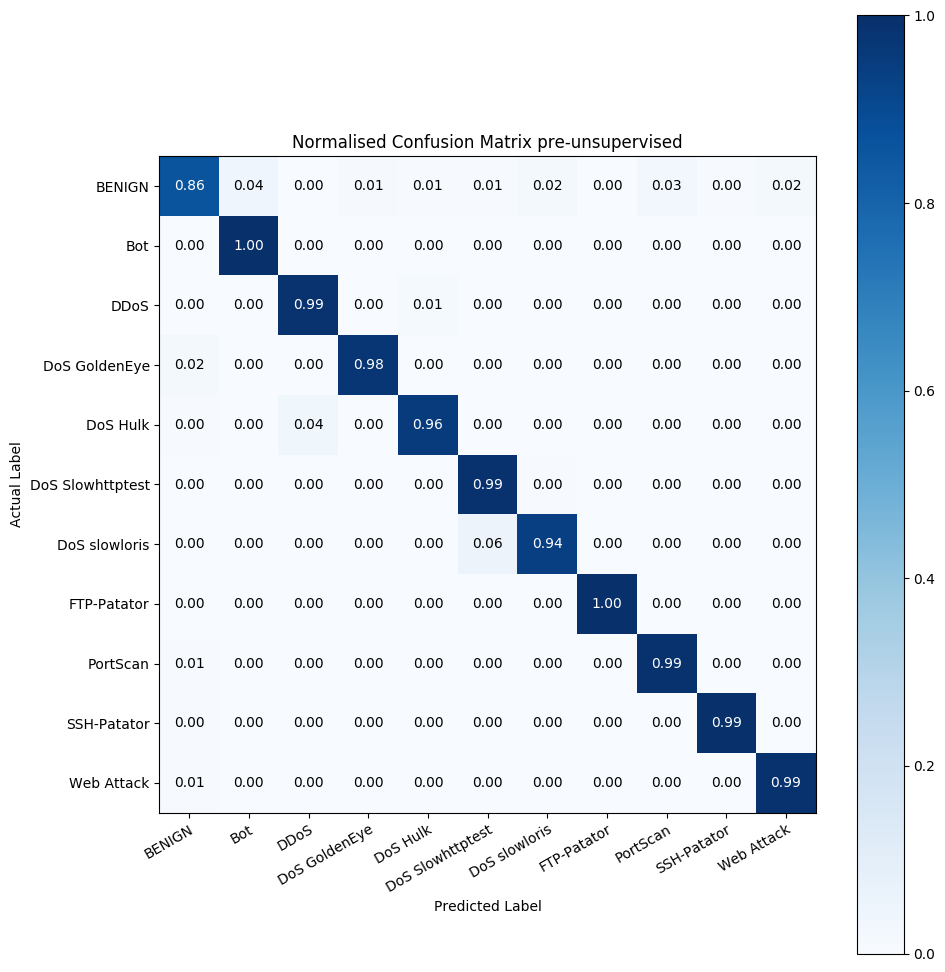 Normalised Confusion Matrix pre-unsupervised
BENIGN 0.86 0.04 0.00 0.01 0.01 0.01 0.02 0.00 0.03 0.00 0.02
Bot 0.00 1.00 0.00 0.00 0.00 0.00 0.00 0.00 0.00 0.00 0.00
DDoS 0.00 0.00 0.99 0.00 0.01 0.00 0.00 0.00 0.00 0.00 0.00
DoS GoldenEye 0.02 0.00 0.00 0.98 0.00 0.00 0.00 0.00 0.00 0.00 0.00
DoS Hulk 0.00 0.00 0.04 0.00 0.96 0.00 0.00 0.00 0.00 0.00 0.00
DoS Slowhttptest 0.00 0.00 0.00 0.00 0.00 0.99 0.00 0.00 0.00 0.00 0.00
DoS slowloris 0.00 0.00 0.00 0.00 0.00 0.06 0.94 0.00 0.00 0.00 0.00
FTP-Patator 0.00 0.00 0.00 0.00 0.00 0.00 0.00 1.00 0.00 0.00 0.00
PortScan 0.01 0.00 0.00 0.00 0.00 0.00 0.00 0.00 0.99 0.00 0.00
SSH-Patator 0.00 0.00 0.00 0.00 0.00 0.00 0.00 0.00 0.00 0.99 0.00
Web Attack 0.01 0.00 0.00 0.00 0.00 0.00 0.00 0.00 0.00 0.00 0.99
Actual Label
BENIGN Bot DDoS DoS GoldenEye DoS Hulk DoS Slowhttptest DoS slowloris FTP-Patator PortScan SSH-Patator Web Attack
Predicted Label
1.0
0.8
0.6
0.4
0.2
0.0